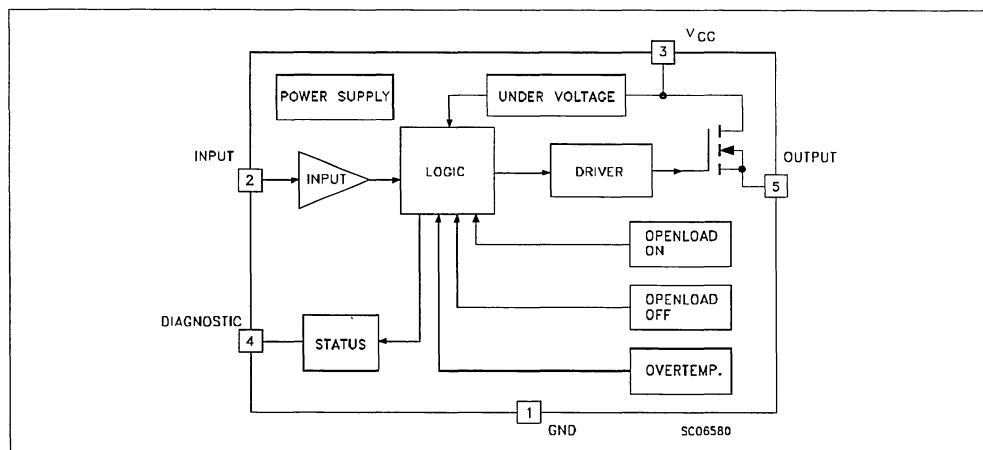 3
V CC
POWER SUPPLY
UNDER VOLTAGE
INPUT
2
INPUT
LOGIC
DRIVER
OUTPUT
5
OPENLOAD
ON
OPENLOAD
OFF
DIAGNOSTIC
4
STATUS
OVERTEMP.
1
GND
SC06580